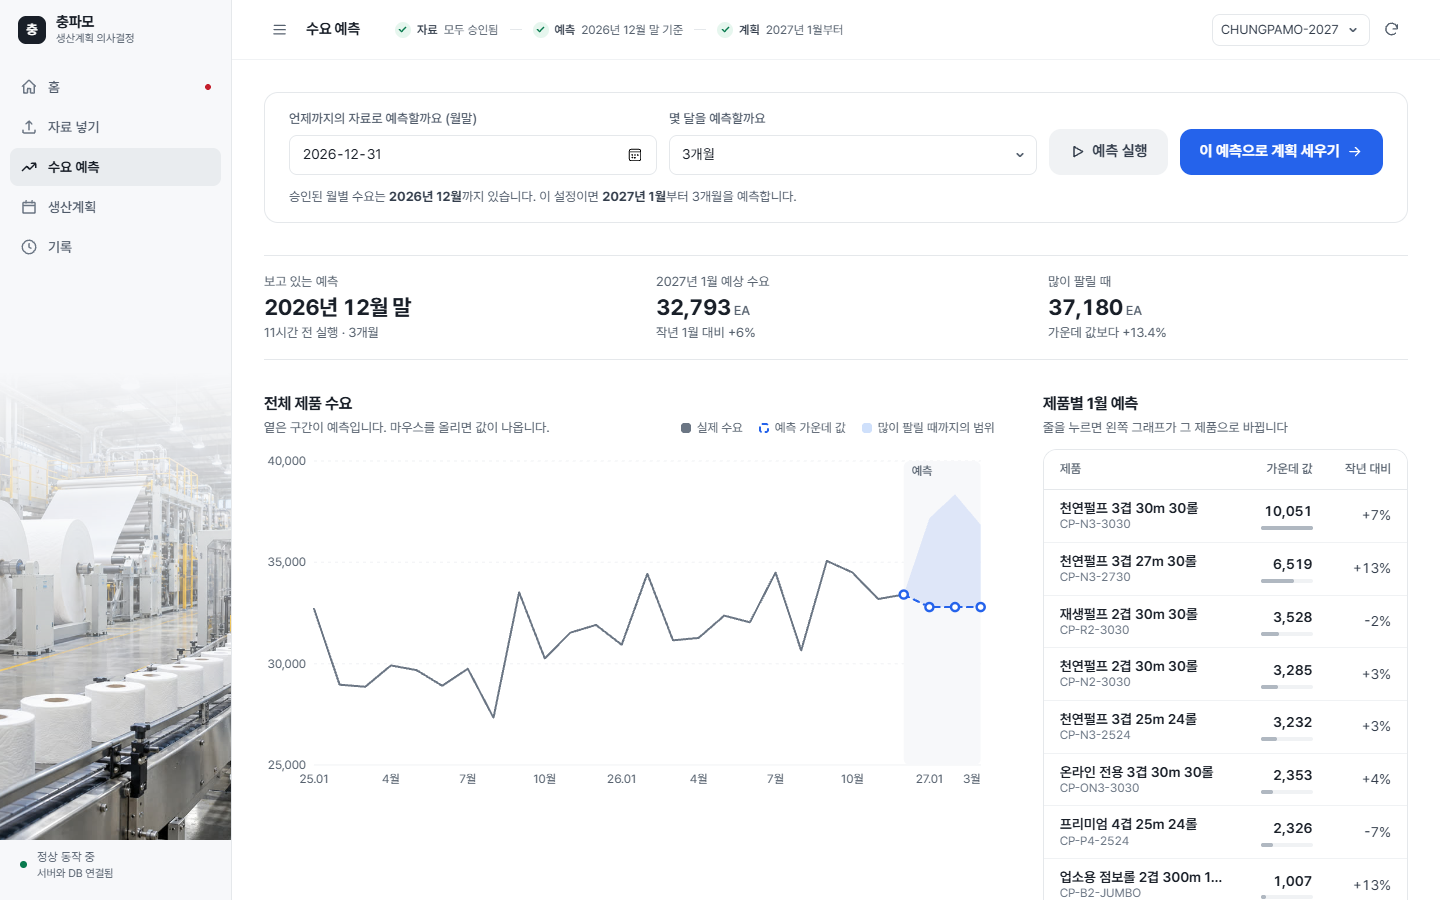 충
충파모
생산계획 의사결정
홈
자료 넣기
수요 예측
생산계획
기록
정상 동작 중
서버와 DB 연결됨
수요 예측
자료 모두 승인됨
예측 2026년 12월 말 기준
계획 2027년 1월부터
CHUNGPAMO-2027
언제까지의 자료로 예측할까요 (월말)
2026-12-31
몇 달을 예측할까요
3개월
예측 실행
이 예측으로 계획 세우기
승인된 월별 수요는 2026년 12월까지 있습니다. 이 설정이면 2027년 1월부터 3개월을 예측합니다.
보고 있는 예측
2026년 12월 말
11시간 전 실행 · 3개월
2027년 1월 예상 수요
32,793 EA
작년 1월 대비 +6%
많이 팔릴 때
37,180 EA
가운데 값보다 +13.4%
전체 제품 수요
옅은 구간이 예측입니다. 마우스를 올리면 값이 나옵니다.
실제 수요
예측 가운데 값
많이 팔릴 때까지의 범위
예측
40,000
35,000
30,000
25,000
25.01 4월 7월 10월 26.01 4월 7월 10월 27.01 3월
제품별 1월 예측
줄을 누르면 왼쪽 그래프가 그 제품으로 바뀝니다
제품 가운데 값 작년 대비
천연펄프 3겹 30m 30롤 10,051 +7%
CP-N3-3030
천연펄프 3겹 27m 30롤 6,519 +13%
CP-N3-2730
재생펄프 2겹 30m 30롤 3,528 -2%
CP-R2-3030
천연펄프 2겹 30m 30롤 3,285 +3%
CP-N2-3030
천연펄프 3겹 25m 24롤 3,232 +3%
CP-N3-2524
온라인 전용 3겹 30m 30롤 2,353 +4%
CP-ON3-3030
프리미엄 4겹 25m 24롤 2,326 -7%
CP-P4-2524
업소용 점보롤 2겹 300m 1... 1,007 +13%
CP-B2-JUMBO